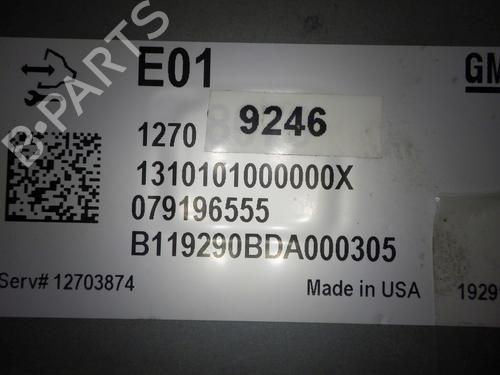 E01
GM
9246
1270
1310101000000X
079196555
B119290BDA000305
Serv# 12703874
Made in USA
1929
B-PARTS